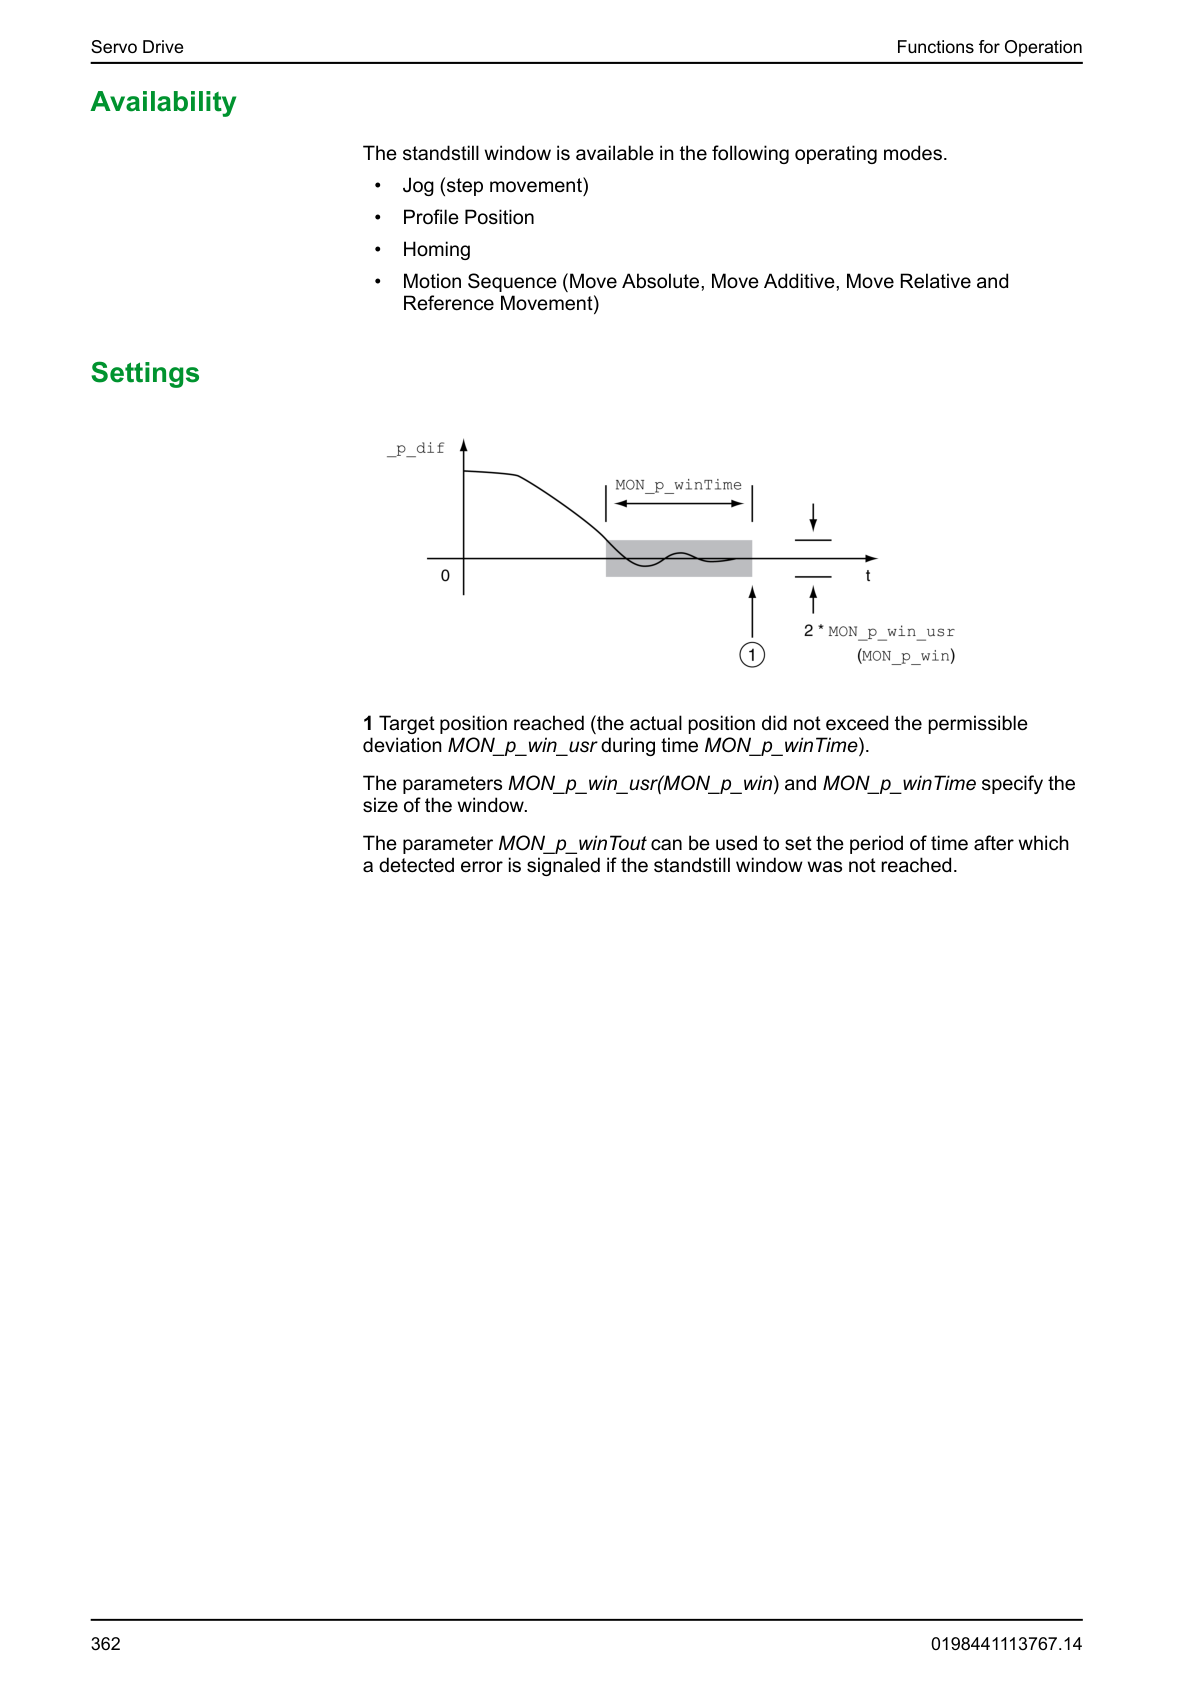 Servo Drive
Functions for Operation
Availability
The standstill window is available in the following operating modes.
• Jog (step movement)
• Profile Position
• Homing
• Motion Sequence (Move Absolute, Move Additive, Move Relative and
Reference Movement)
Settings
_p_dif
MON_p_winTime
0
t
2 * MON_p_win_usr
(MON_p_win)
1
1 Target position reached (the actual position did not exceed the permissible
deviation MON_p_win_usr during time MON_p_winTime).
The parameters MON_p_win_usr(MON_p_win) and MON_p_winTime specify the
size of the window.
The parameter MON_p_winTout can be used to set the period of time after which
a detected error is signaled if the standstill window was not reached.
362
0198441113767.14